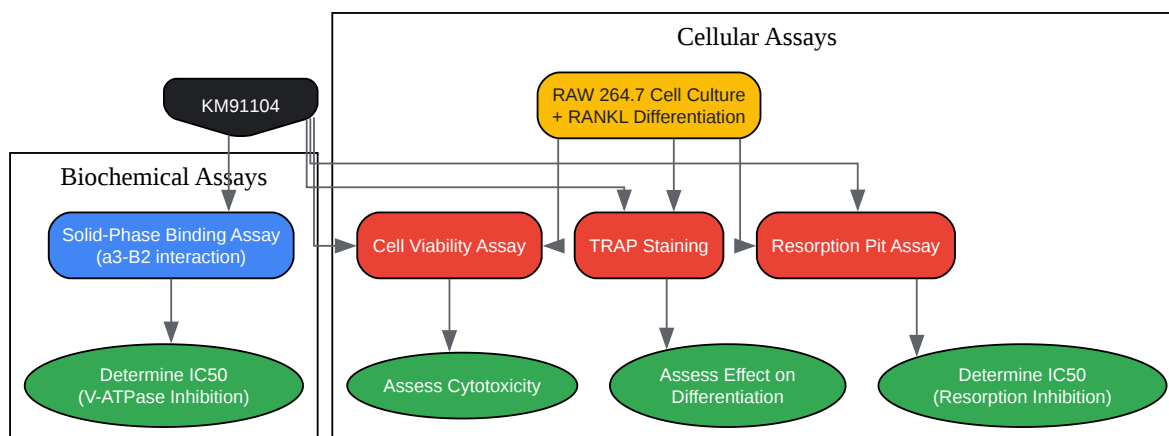 Cellular Assays
KM91104
RAW 264.7 Cell Culture
+ RANKL Differentiation
Biochemical Assays
Solid-Phase Binding Assay
(a3-B2 interaction)
Cell Viability Assay
TRAP Staining
Resorption Pit Assay
Determine IC50
(V-ATPase Inhibition)
Assess Cytotoxicity
Assess Effect on
Differentiation
Determine IC50
(Resorption Inhibition)